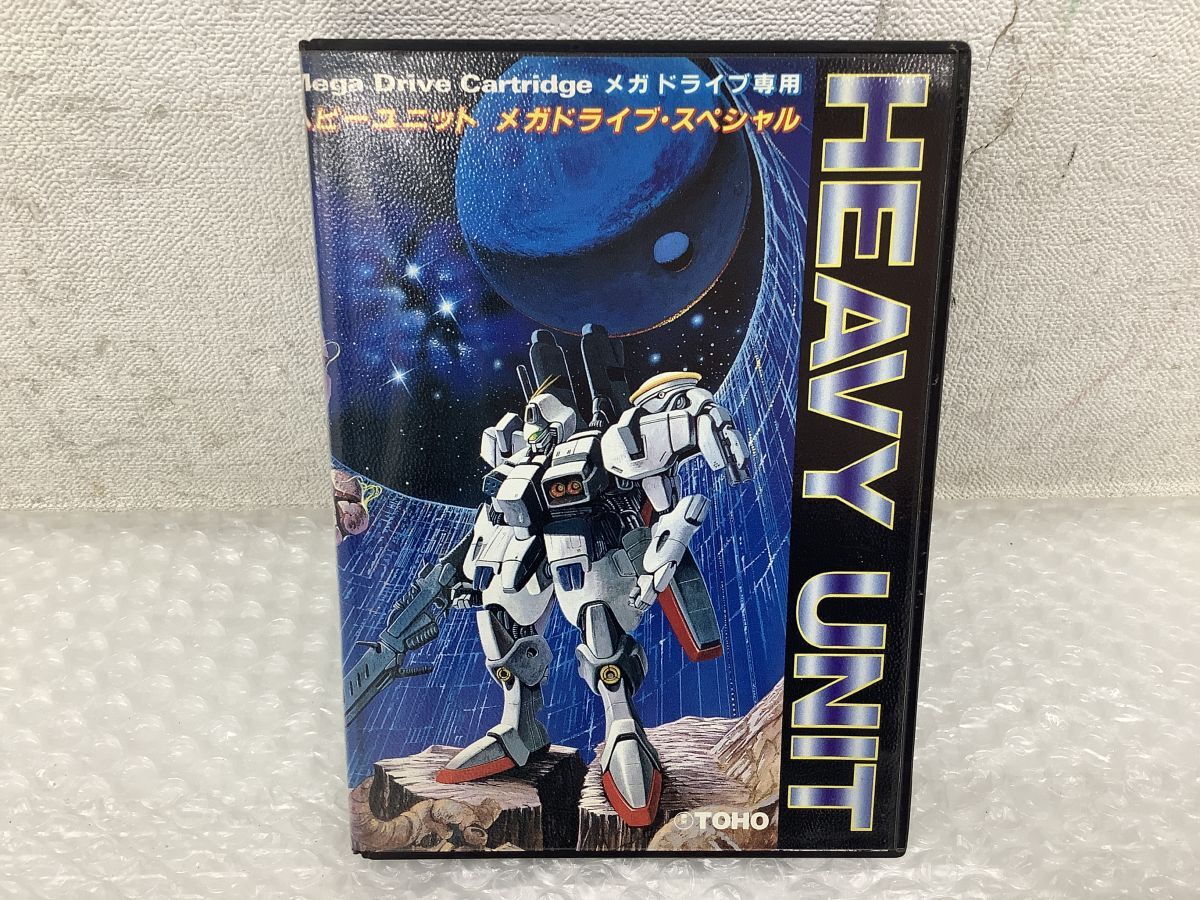 Mega Drive Cartridge メガドライブ専用
ヘビーユニット メガドライブ・スペシャル
HEAVY UNIT
TOHO